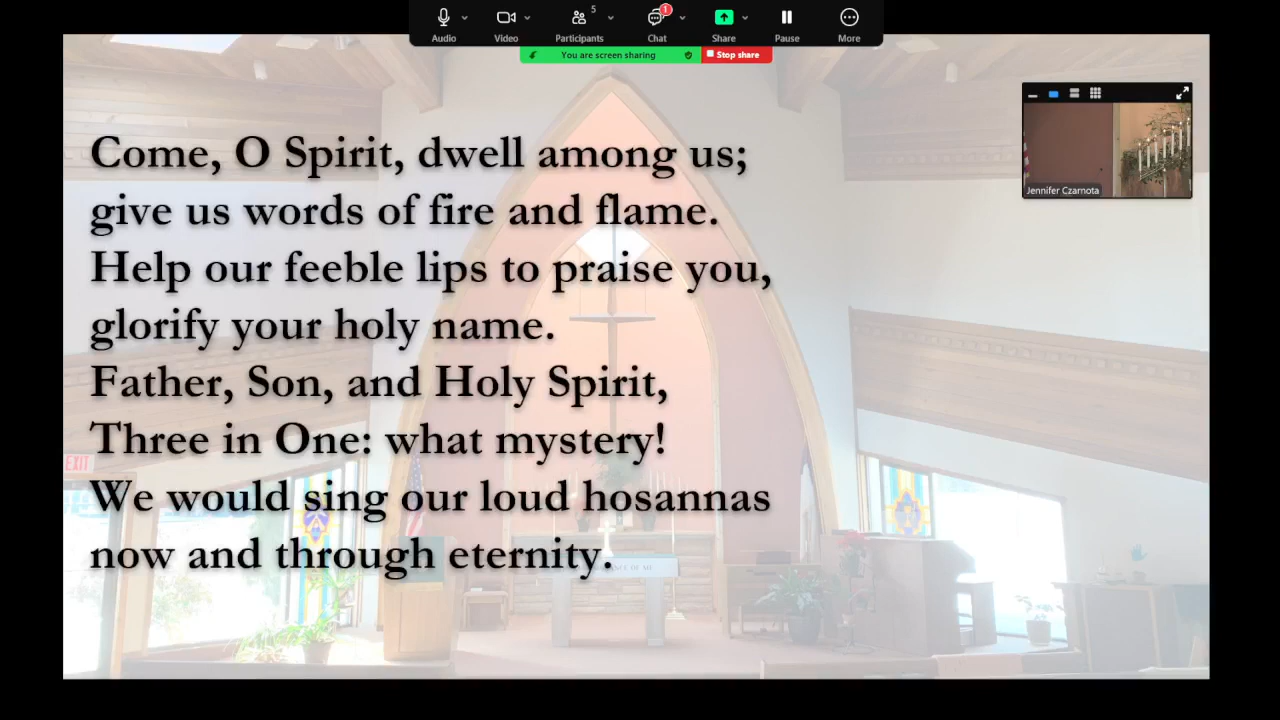 5
1
Audio
Video
Participants
Chat
Share
Pause
More
You are screen sharing
Stop share
Jennifer Czarnota
Come, O Spirit, dwell among us;
give us words of fire and flame.
Help our feeble lips to praise you,
glorify your holy name.
Father, Son, and Holy Spirit,
Three in One: what mystery!
We would sing our loud hosannas
now and through eternity.
EXIT
OF ME